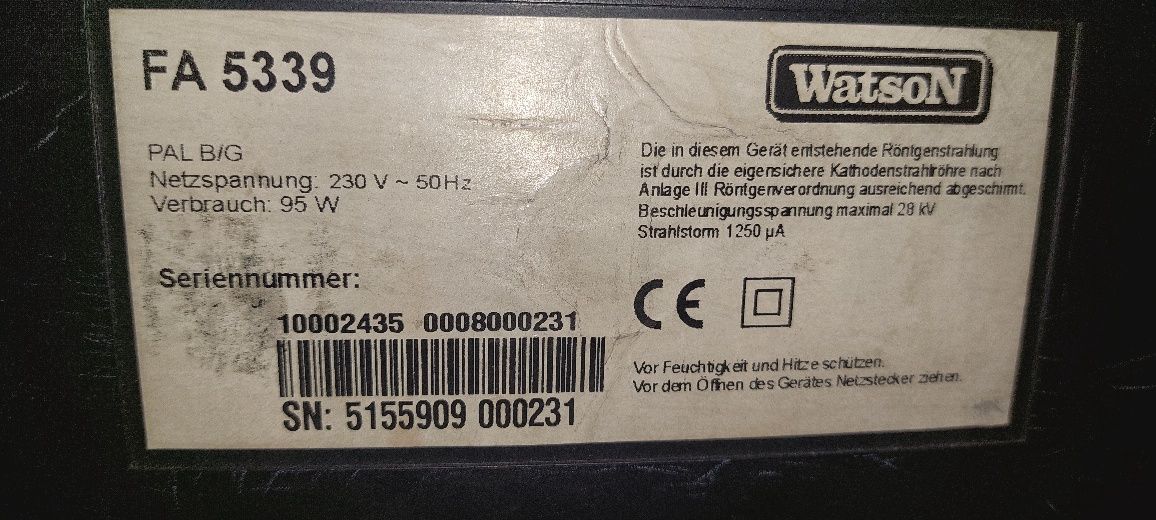 FA 5339
WatsoN
PAL B/G
Netzspannung: 230 V ~ 50Hz
Verbrauch: 95 W
Die in diesem Gerät entstehende Röntgenstrahlung
ist durch die eigensichere Kathodenstrahlröhre nach
Anlage III Röntgenverordnung ausreichend abgeschirmt.
Beschleunigungsspannung maximal 28 kV
Strahlstorm 1250 µA
Seriennummer:
10002435 0008000231
SN: 5155909 000231
CE
Vor Feuchtigkeit und Hitze schützen.
Vor dem Öffnen des Gerätes Netzstecker ziehen.